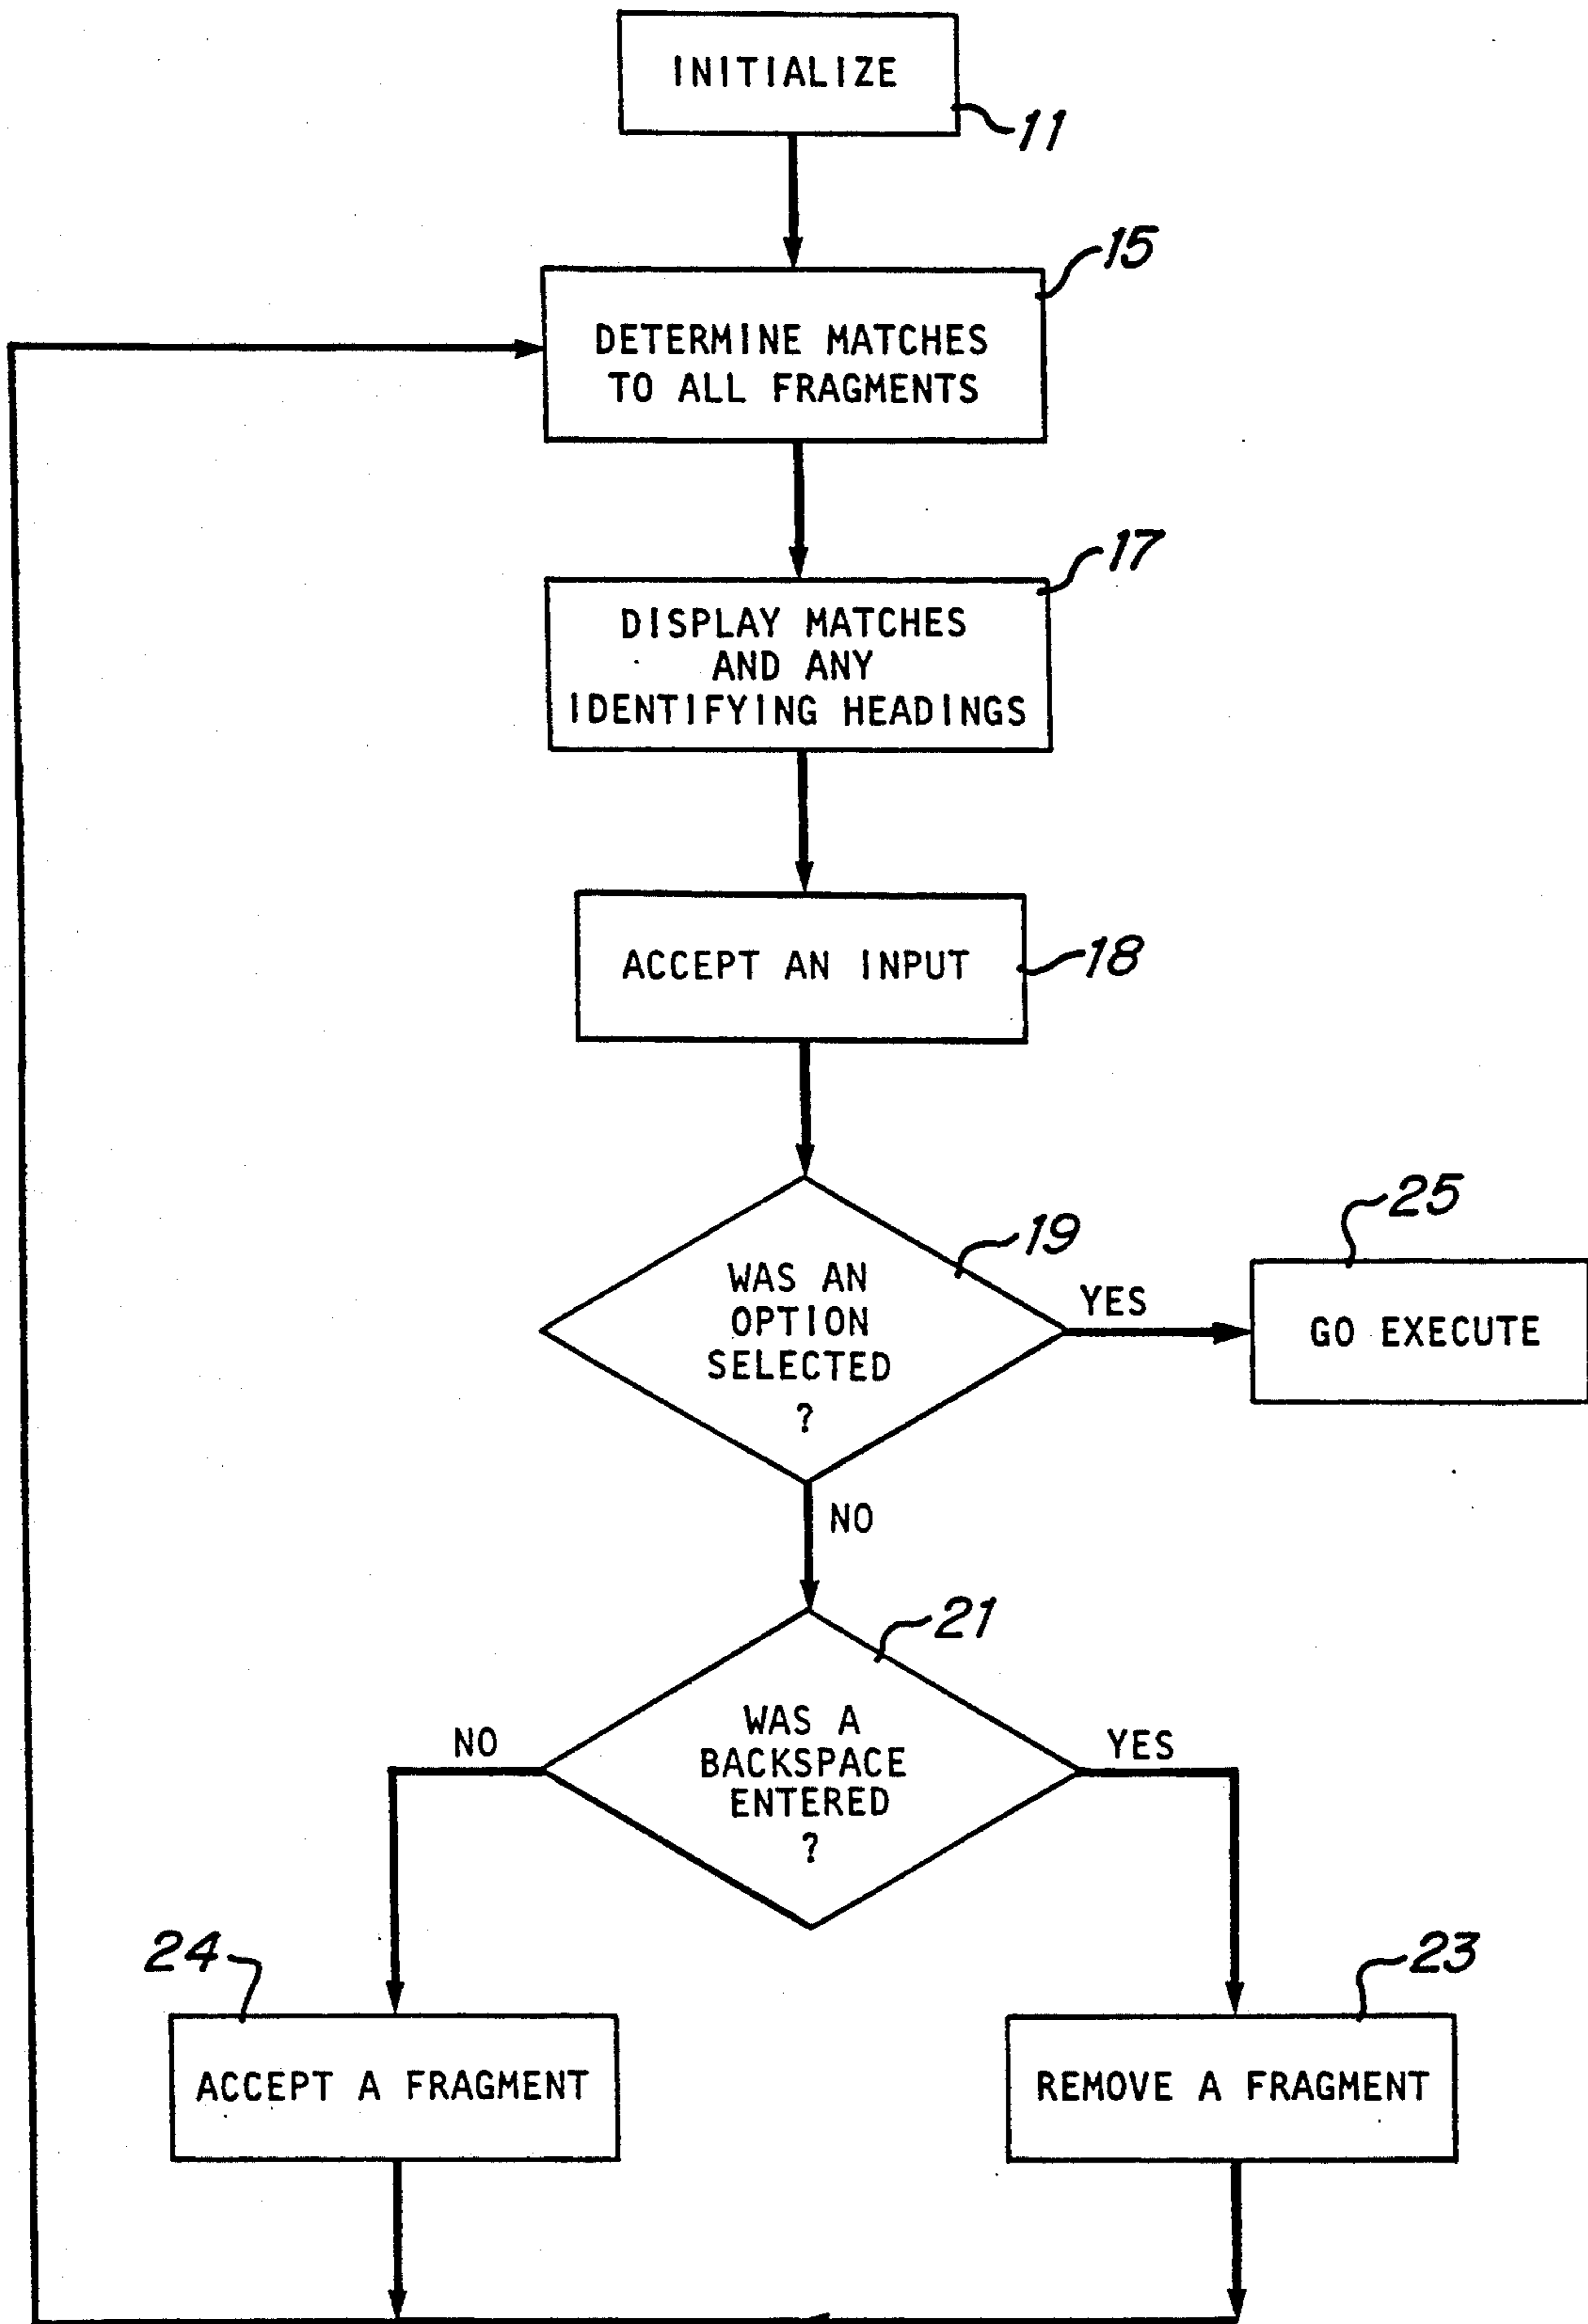 INITIALIZE
11
15
DETERMINE MATCHES
TO ALL FRAGMENTS
17
DISPLAY MATCHES
AND ANY
IDENTIFYING HEADINGS
ACCEPT AN INPUT
18
19
WAS AN
OPTION
SELECTED
?
YES
25
GO EXECUTE
NO
21
WAS A
BACKSPACE
ENTERED
?
NO
YES
24
ACCEPT A FRAGMENT
23
REMOVE A FRAGMENT